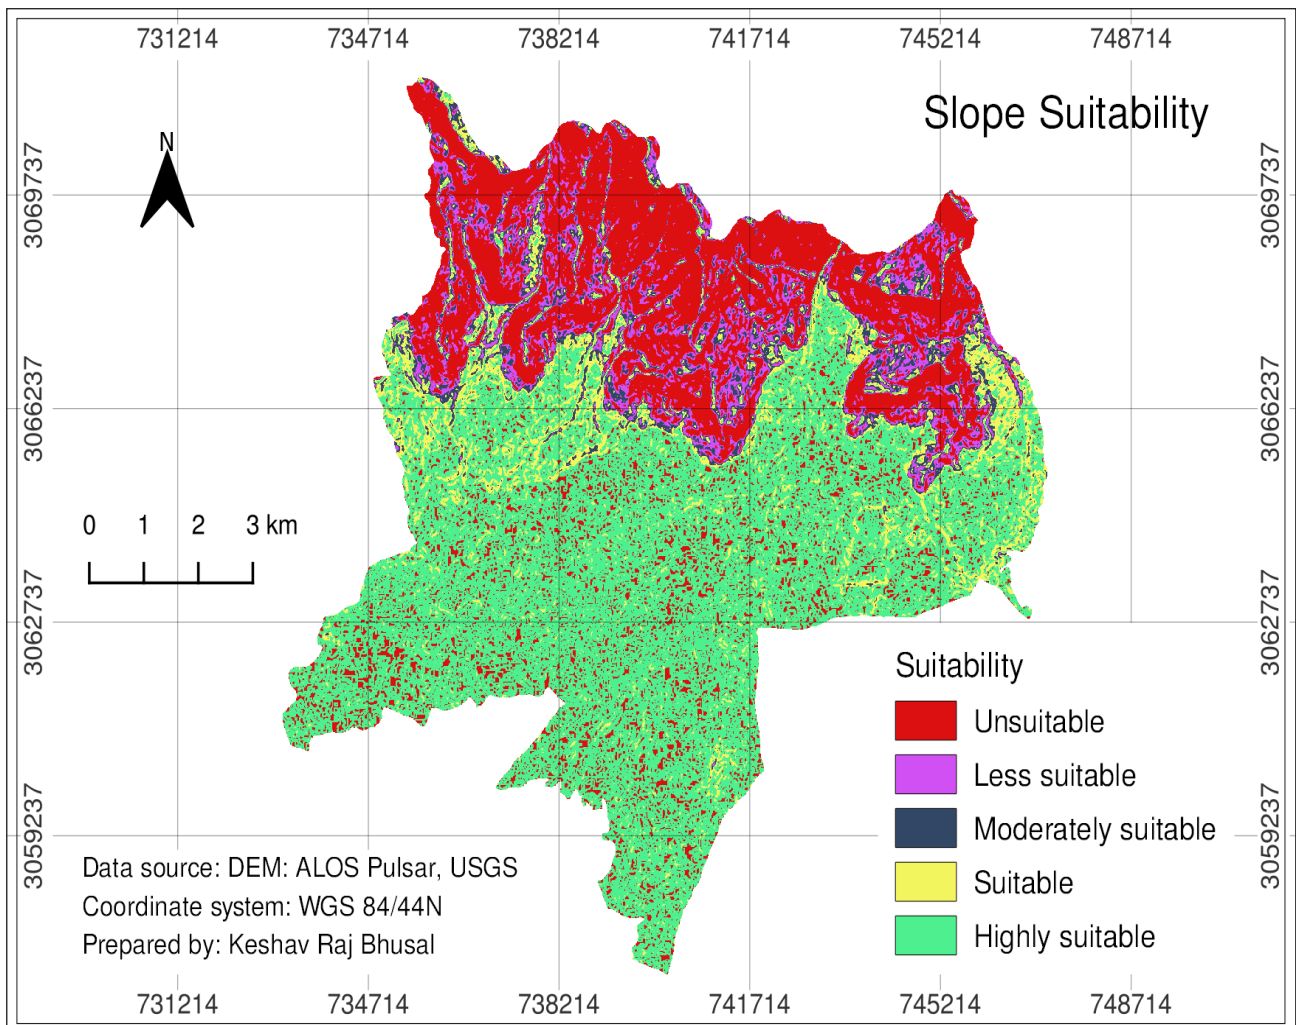 731214 734714 738214 741714 745214 748714
Slope Suitability
N
3069737 3069737
3066237 3066237
0 1 2 3 km
3062737 3062737
Suitability
Unsuitable
Less suitable
Moderately suitable
Suitable
Highly suitable
3059237 3059237
Data source: DEM: ALOS Pulsar, USGS
Coordinate system: WGS 84/44N
Prepared by: Keshav Raj Bhusal
731214 734714 738214 741714 745214 748714